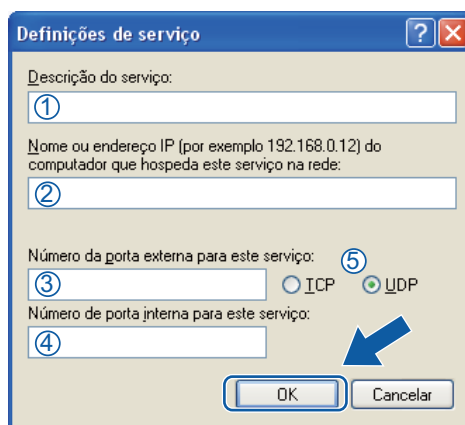 Definições de serviço
Descrição do serviço:
①
Nome ou endereço IP (por exemplo 192.168.0.12) do
computador que hospeda este serviço na rede:
②
Número da porta externa para este serviço:
⑤
③
TCP
UDP
Número de porta interna para este serviço:
④
OK
Cancelar